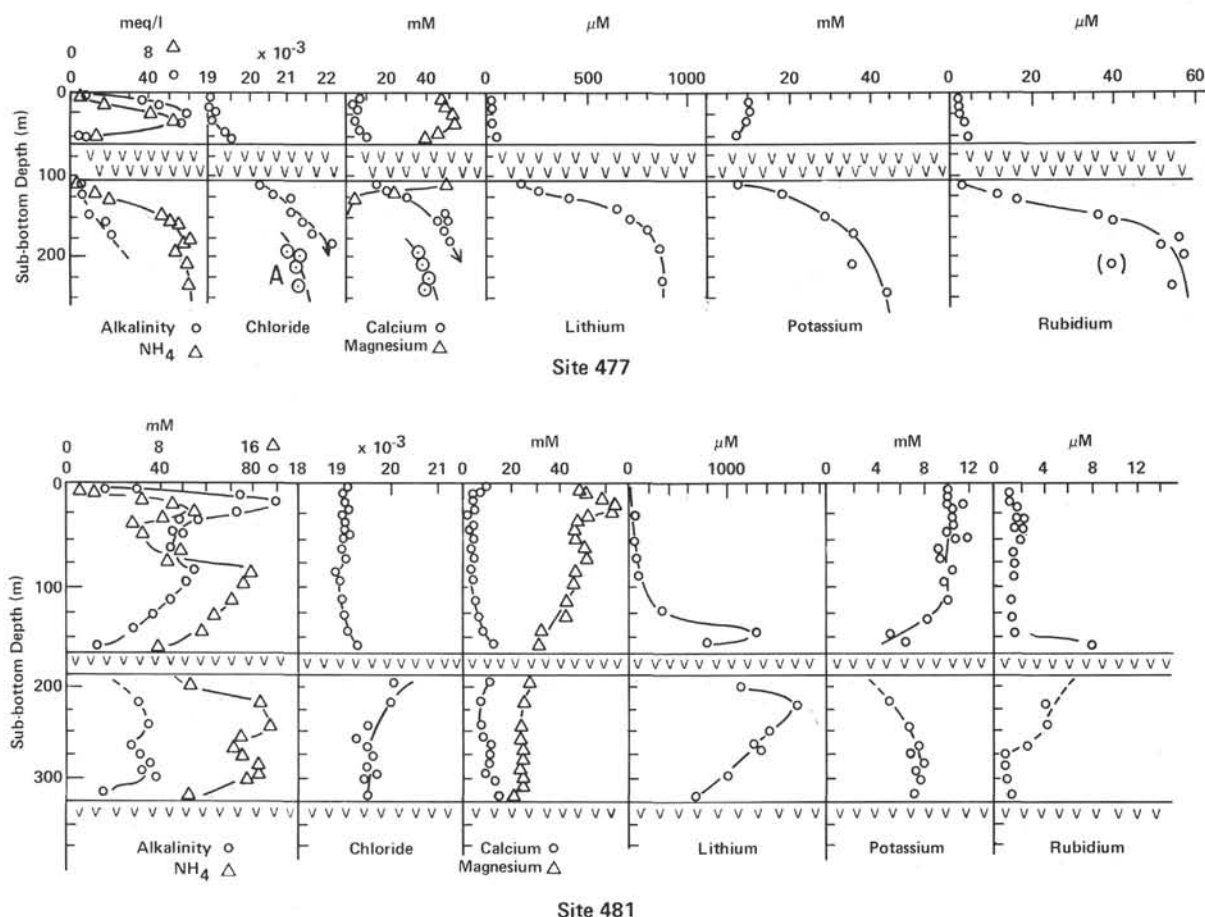 meq/l mM µM mM µM
0 8 △ x 10⁻³
0 40 ○ 19 20 21 22 0 20 40 0 500 1000 20 40 0 20 40 60
Sub-bottom Depth (m)
0
V V V V V V V V V V V V V V V V V V V V V V V V V V V V
V V V V V V V V V V V V V V V V V V V V V V V V V V V V
100
200
A
( )
Alkalinity ○ Chloride Calcium ○ Lithium Potassium Rubidium
NH₄ △ Magnesium △
Site 477
mM mM µM mM µM
0 8 16 △ x 10⁻³
0 40 80 ○ 18 19 20 21 0 20 40 60 0 1000 0 4 8 12 0 4 8 12
Sub-bottom Depth (m)
0
100
V V V V V V V V V V V V V V V V V V V V V V V V V V V V
200
300
V V V V V V V V V V V V V V V V V V V V V V V V V V V V
Alkalinity ○ Chloride Calcium ○ Lithium Potassium Rubidium
NH₄ △ Magnesium △
Site 481